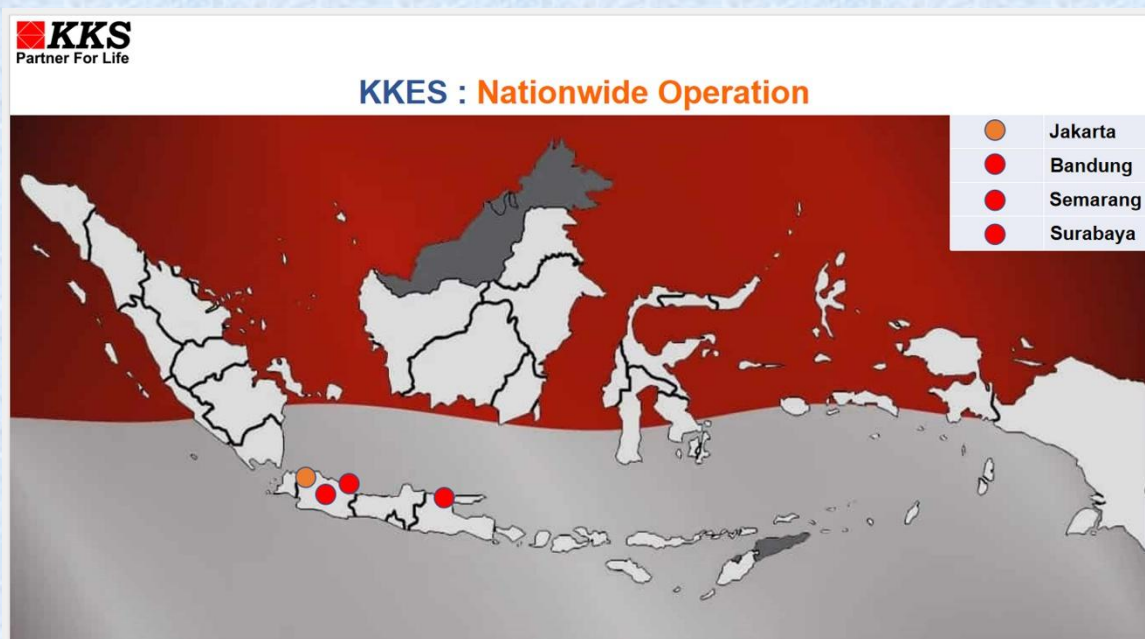 KKS
Partner For Life
KKES : Nationwide Operation
Jakarta
Bandung
Semarang
Surabaya